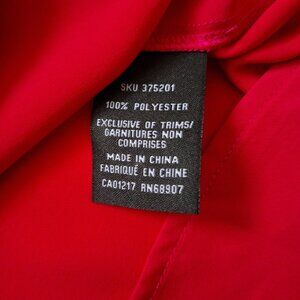 SKU 375201
100% POLYESTER
EXCLUSIVE OF TRIMS/
GARNITURES NON
COMPRISES
MADE IN CHINA
FABRIQUÉ EN CHINE
CA01217 RN68907